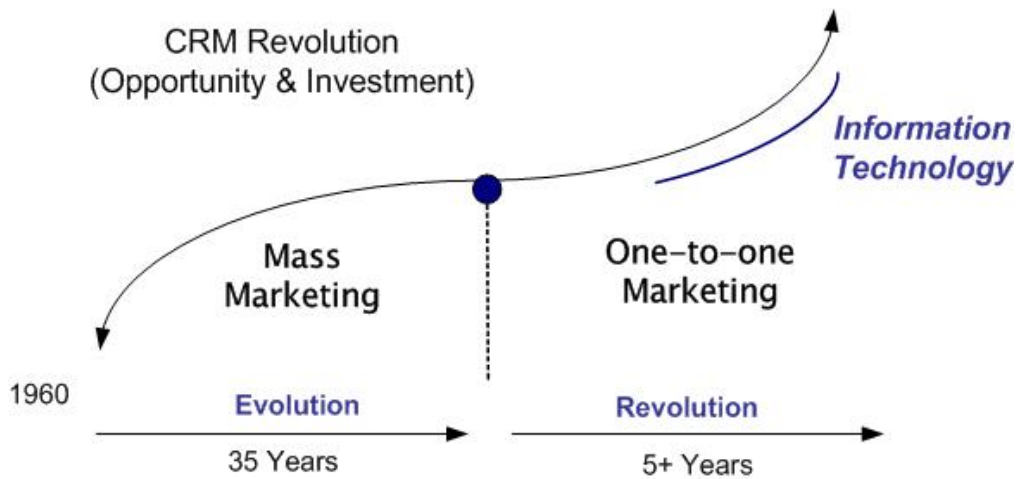 CRM Revolution
(Opportunity & Investment)
Information
Technology
Mass
Marketing
One-to-one
Marketing
1960
Evolution
Revolution
35 Years
5+ Years